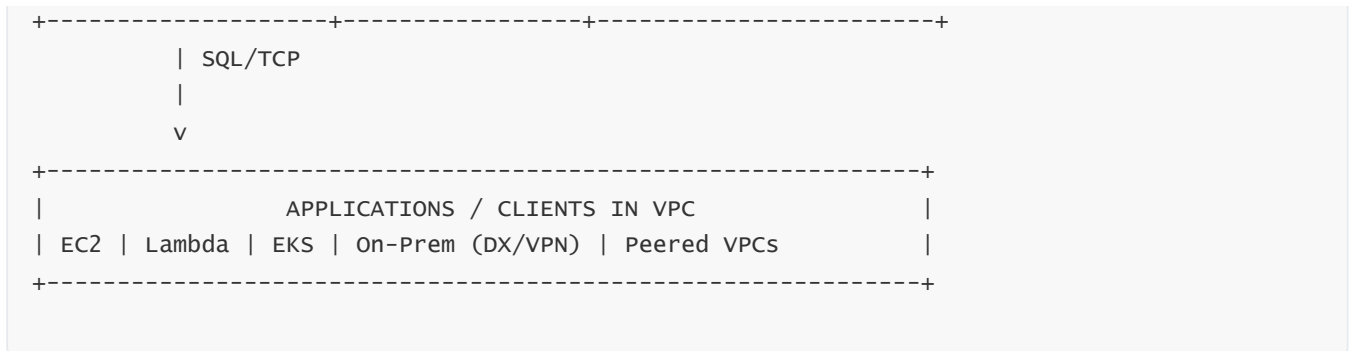 +--------------------+-----------------+------------------------+
| SQL/TCP
|
v
+--------------------------------------------------------------+
| APPLICATIONS / CLIENTS IN VPC |
| EC2 | Lambda | EKS | On-Prem (DX/VPN) | Peered VPCs |
+--------------------------------------------------------------+